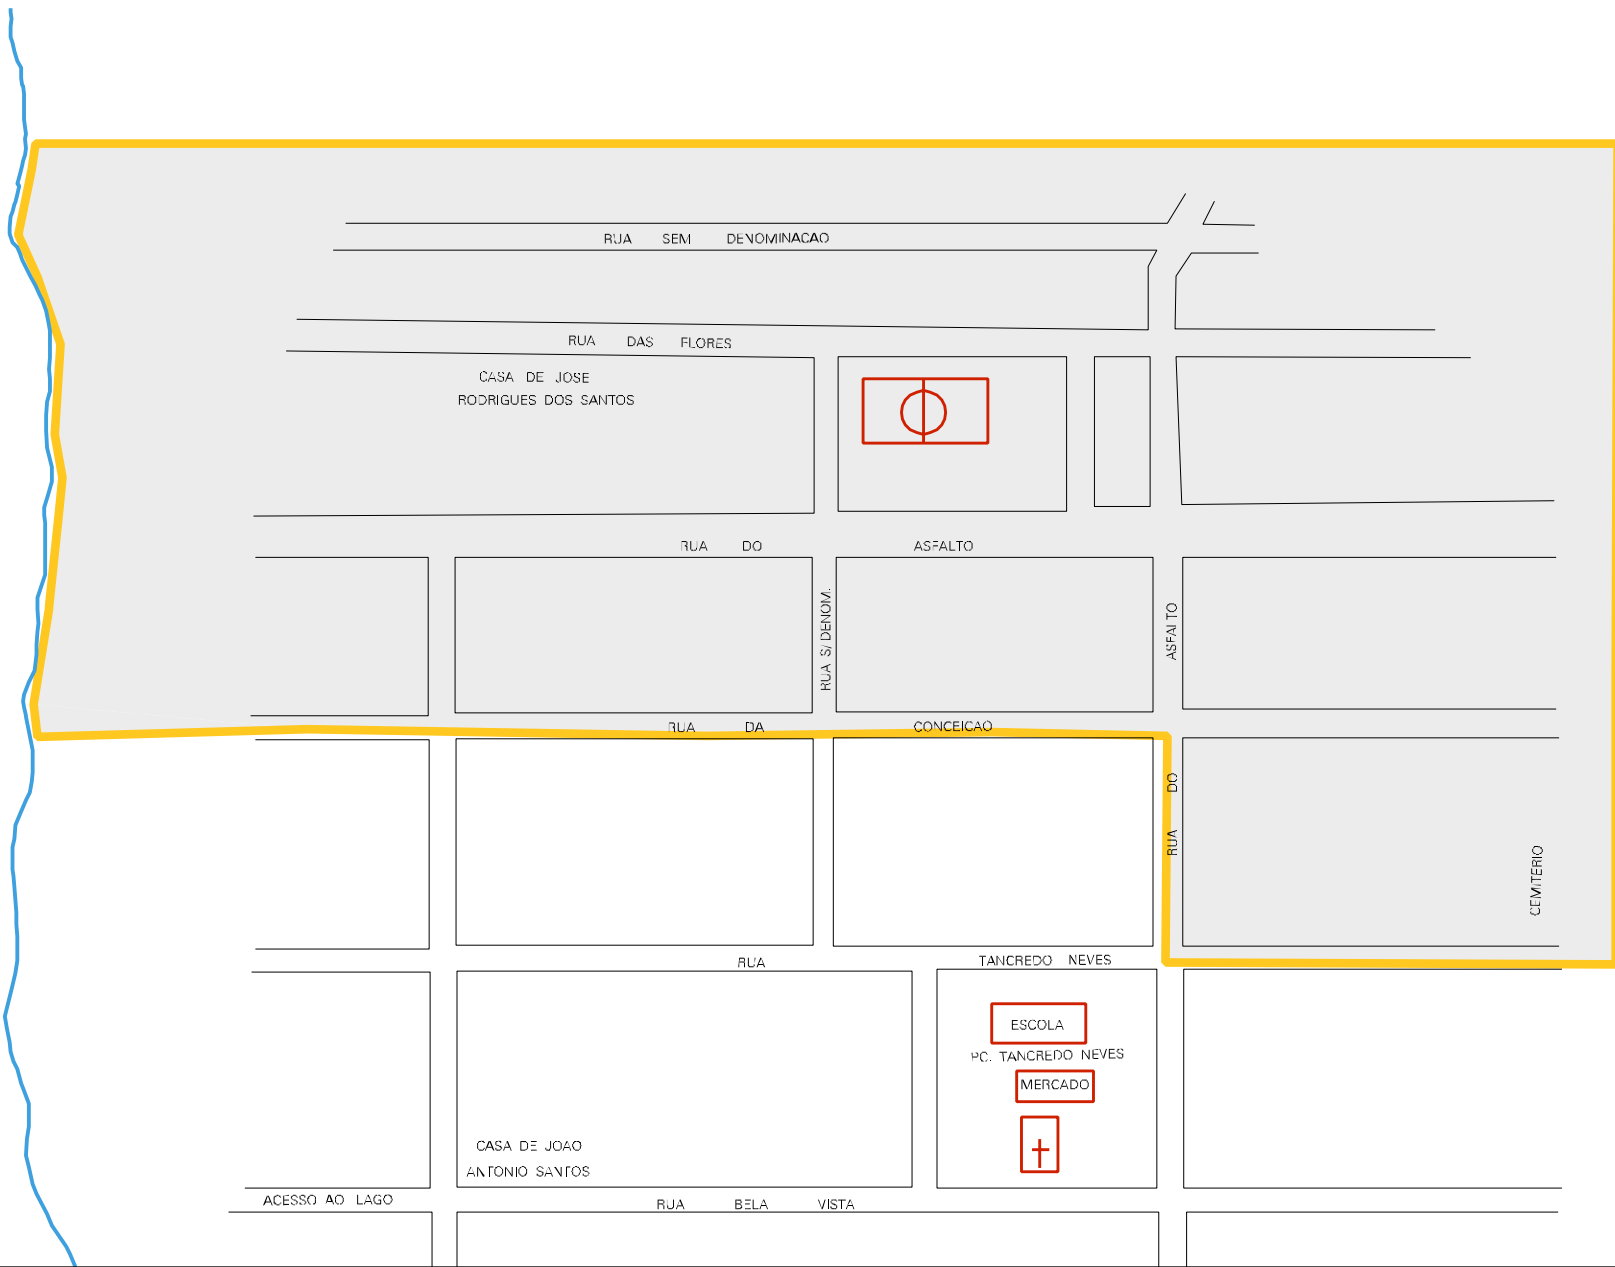 RUA SEM DENOMINACAO
RUA DAS FLORES
CASA DE JOSE
RODRIGUES DOS SANTOS
RUA DO ASFALTO
RUA S/DENOM.
RUA DO ASFALTO
RUA DA CONCEICAO
CEMITERIO
RUA TANCREDO NEVES
ESCOLA
PC. TANCREDO NEVES
MERCADO
CASA DE JOAO
ANTONIO SANTOS
ACESSO AO LAGO
RUA BELA VISTA